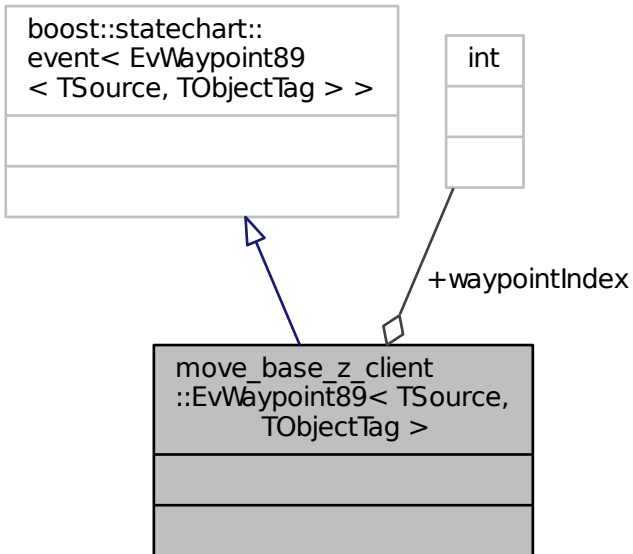 boost::statechart::
event< EvWaypoint89
< TSource, TObjectTag > >
int
+waypointIndex
move_base_z_client
::EvWaypoint89< TSource,
TObjectTag >